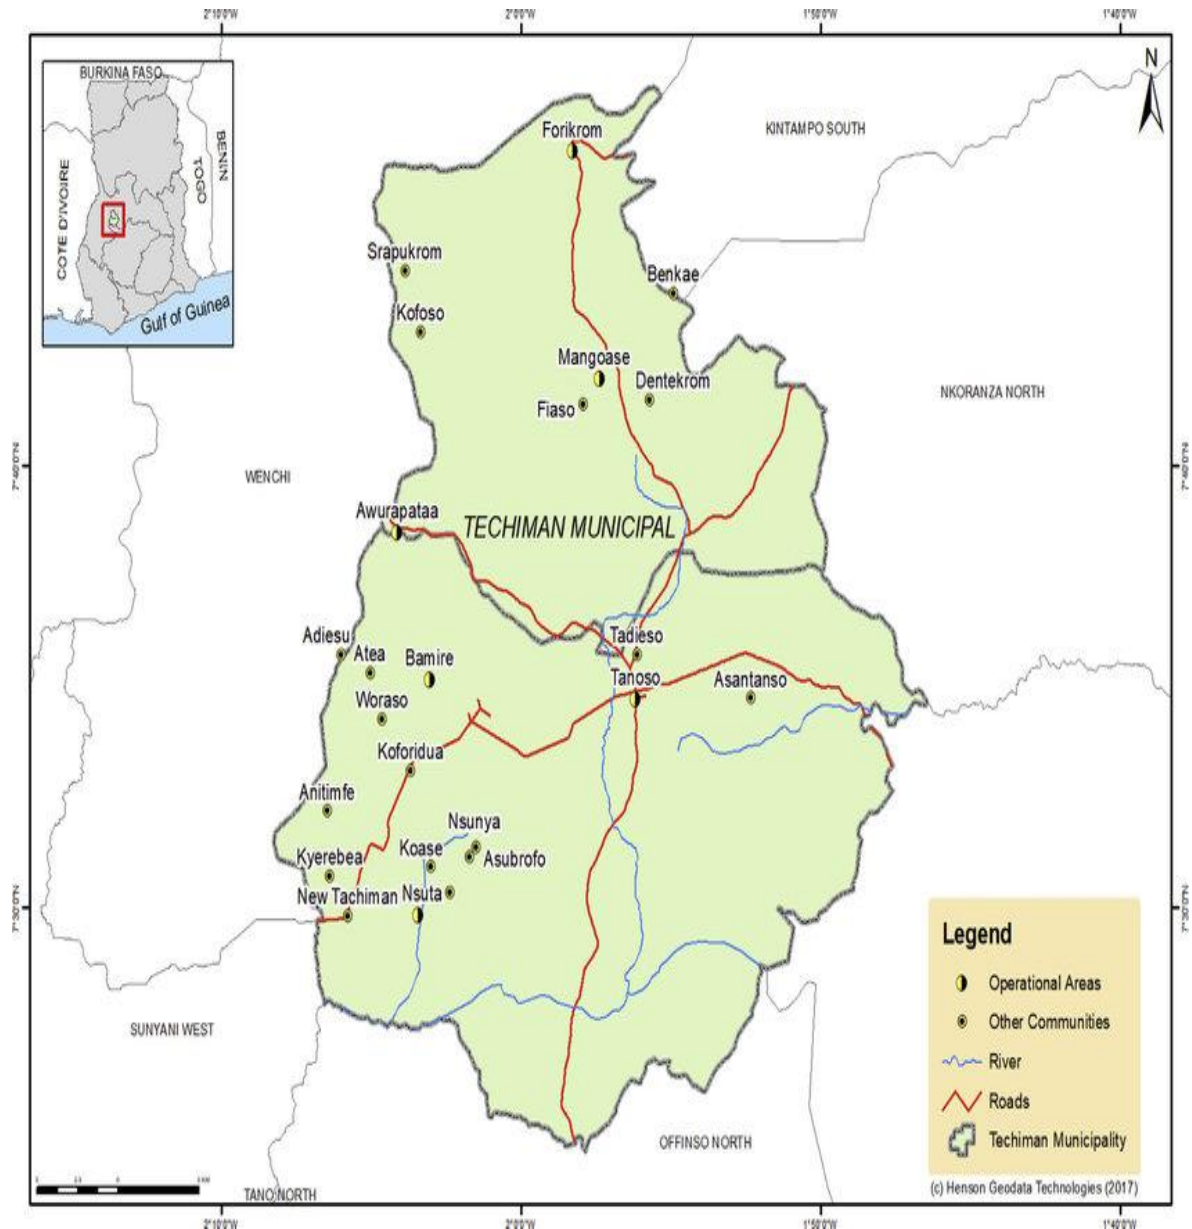 2°10'0"W 2°0'0"W 1°50'0"W 1°40'0"W
N
BURKINA FASO
COTE D'IVOIRE
TOGO
BENIN
Gulf of Guinea
KINTAMPO SOUTH
Forikrom
Srapukrom
Benkae
Kofoso
Mangoase
Dentekrom
Fiaso
NKORANZA NORTH
7°40'0"N 7°40'0"N
WENCHI
Awurapataa
TECHIMAN MUNICIPAL
Adiesu
Tadieso
Atea
Bamire
Tanoso
Asantanso
Woraso
Koforidua
Anitimfe
Nsunya
Koase
Asubrofo
Kyerebea
New Tachiman
Nsuta
7°30'0"N
SUNYANI WEST
OFFINSO NORTH
TANO NORTH
Legend
Operational Areas
Other Communities
River
Roads
Techiman Municipality
(c) Henson Geodata Technologies (2017)
2°10'0"W 2°0'0"W 1°50'0"W 1°40'0"W